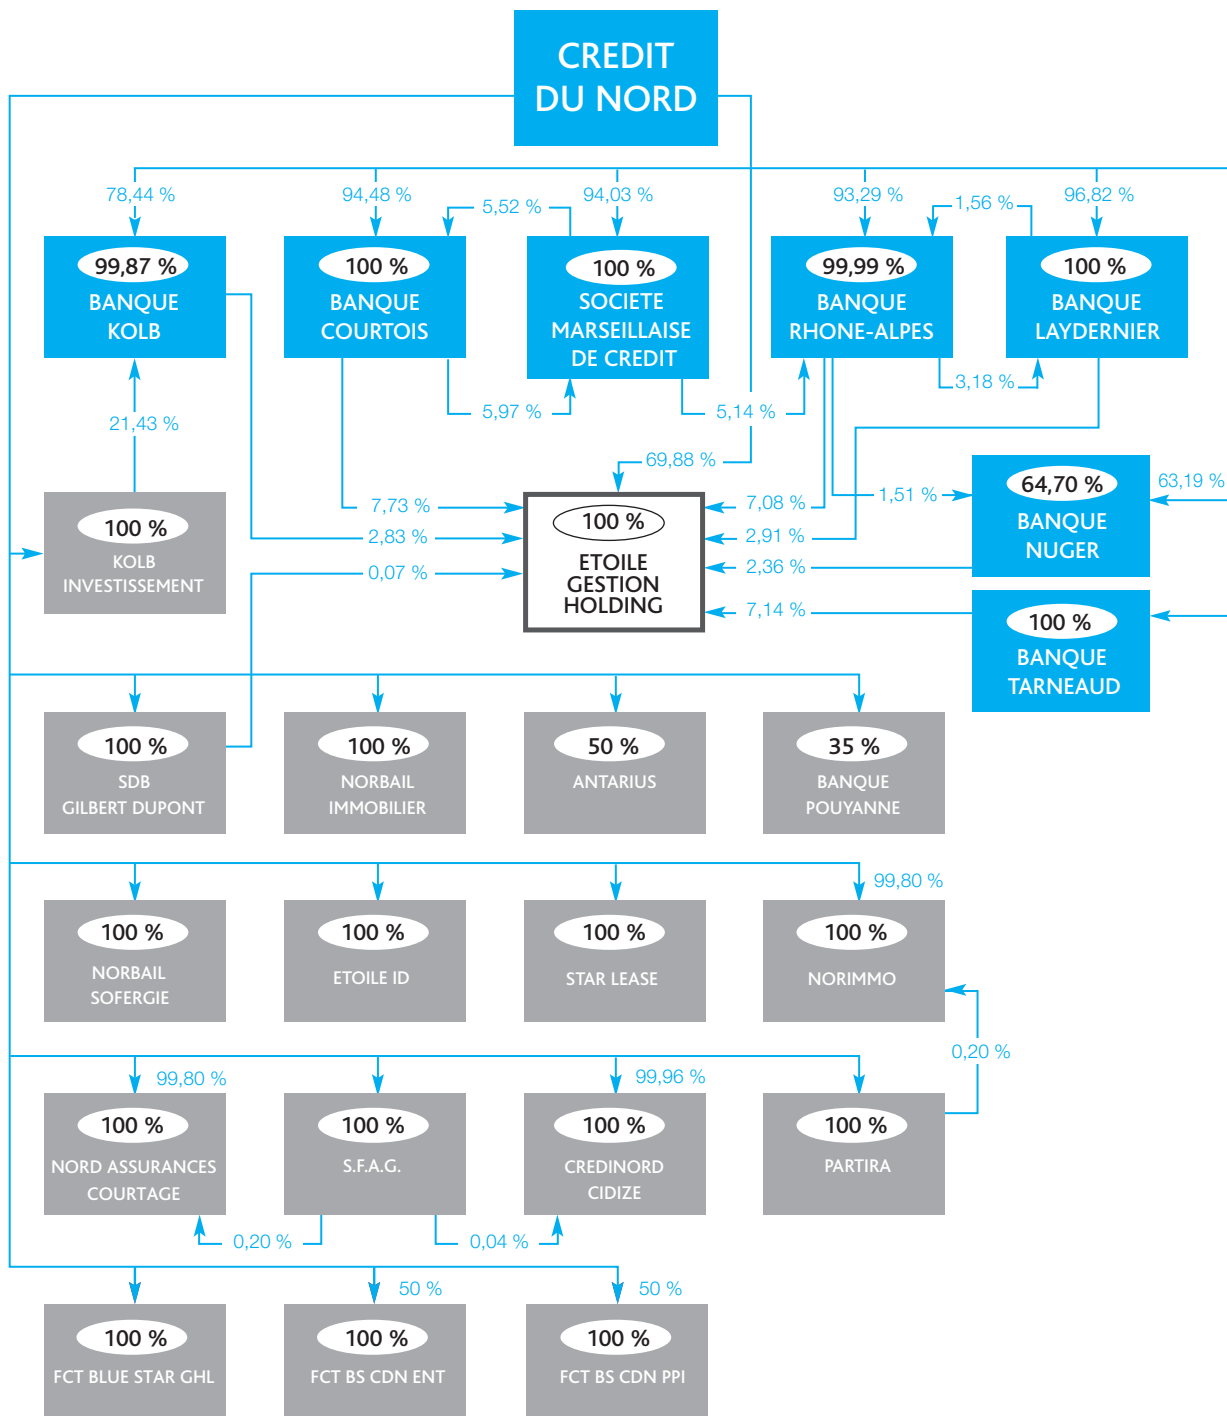 CREDIT
DU NORD
78,44 %
94,48 %
94,03 %
93,29 %
96,82 %
5,52 %
1,56 %
99,87 %
BANQUE
KOLB
100 %
BANQUE
COURTOIS
100 %
SOCIETE
MARSEILLAISE
DE CREDIT
99,99 %
BANQUE
RHONE-ALPES
100 %
BANQUE
LAYDERNIER
21,43 %
5,97 %
5,14 %
3,18 %
69,88 %
100 %
KOLB
INVESTISSEMENT
7,73 %
2,83 %
0,07 %
100 %
ETOILE
GESTION
HOLDING
7,08 %
2,91 %
2,36 %
7,14 %
1,51 %
64,70 %
BANQUE
NUGER
63,19 %
100 %
BANQUE
TARNEAUD
100 %
SDB
GILBERT DUPONT
100 %
NORBAIL
IMMOBILIER
50 %
ANTARIUS
35 %
BANQUE
POUYANNE
99,80 %
100 %
NORBAIL
SOFERGIE
100 %
ETOILE ID
100 %
STAR LEASE
100 %
NORIMMO
0,20 %
99,80 %
99,96 %
100 %
NORD ASSURANCES
COURTAGE
100 %
S.F.A.G.
100 %
CREDINORD
CIDIZE
100 %
PARTIRA
0,20 %
0,04 %
50 %
50 %
100 %
FCT BLUE STAR GHL
100 %
FCT BS CDN ENT
100 %
FCT BS CDN PPI